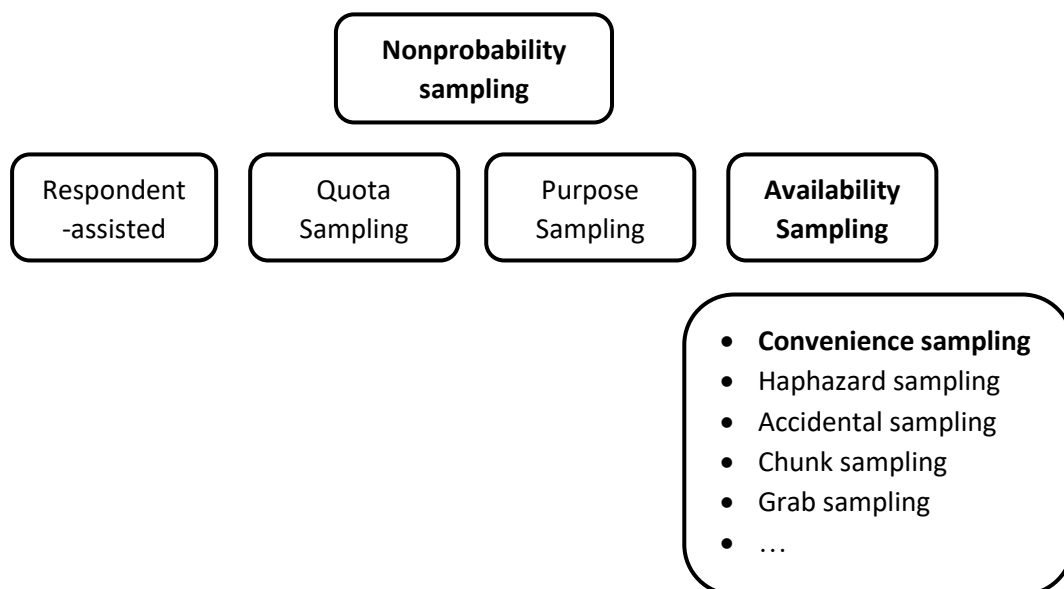 Nonprobability
sampling
Respondent
-assisted
Quota
Sampling
Purpose
Sampling
Availability
Sampling
• Convenience sampling
• Haphazard sampling
• Accidental sampling
• Chunk sampling
• Grab sampling
• …